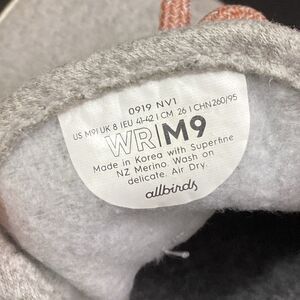 0919 NV1
US M9 | UK 8 | EU 41-42 | CM 26 | CHN260/95
WR|M9
Made in Korea with Superfine
NZ Merino. Wash on
delicate. Air Dry.
allbirds